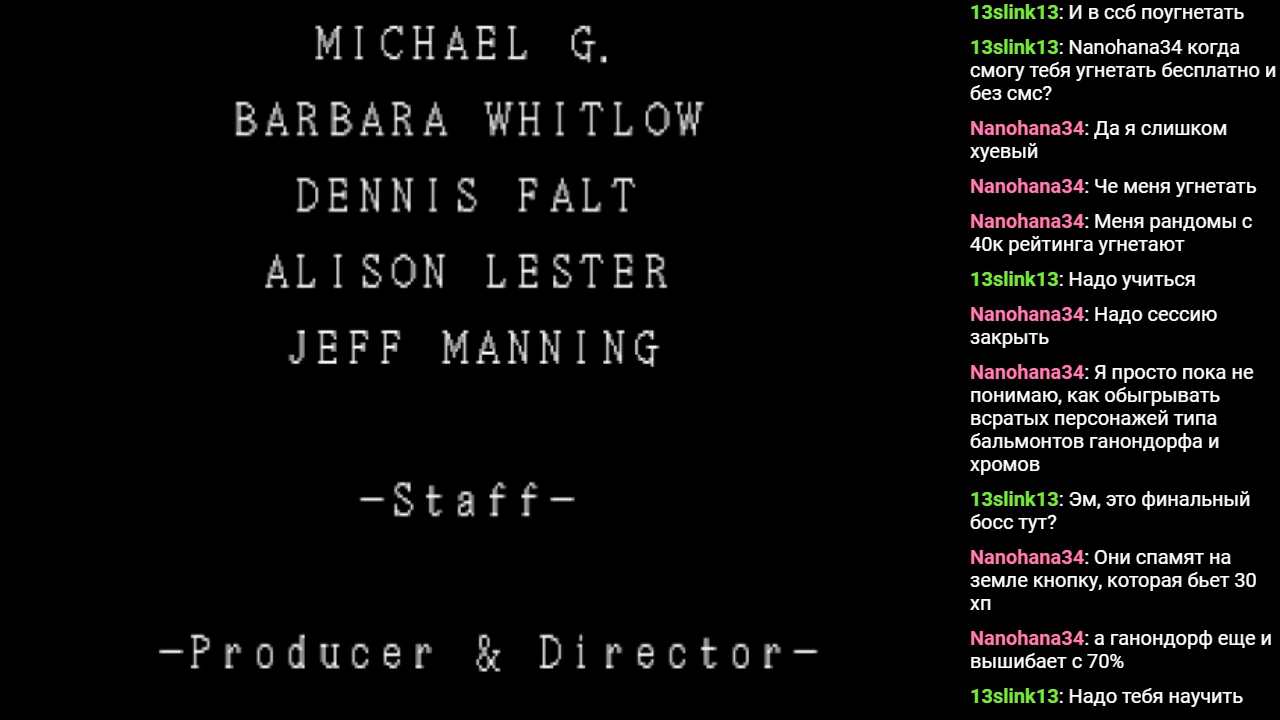 MICHAEL G.
BARBARA WHITLOW
DENNIS FALT
ALISON LESTER
JEFF MANNING
-Staff-
-Producer & Director-
13slink13: И в ссб поугнетать
13slink13: Nanohana34 когда
смогу тебя угнетать бесплатно и
без смс?
Nanohana34: Да я слишком
хуевый
Nanohana34: Че меня угнетать
Nanohana34: Меня рандомы с
40к рейтинга угнетают
13slink13: Надо учиться
Nanohana34: Надо сессию
закрыть
Nanohana34: Я просто пока не
понимаю, как обыгрывать
всратых персонажей типа
бальмонтов ганондорфа и
хромов
13slink13: Эм, это финальный
босс тут?
Nanohana34: Они спамят на
земле кнопку, которая бьет 30
хп
Nanohana34: а ганондорф еще и
вышибает с 70%
13slink13: Надо тебя научить